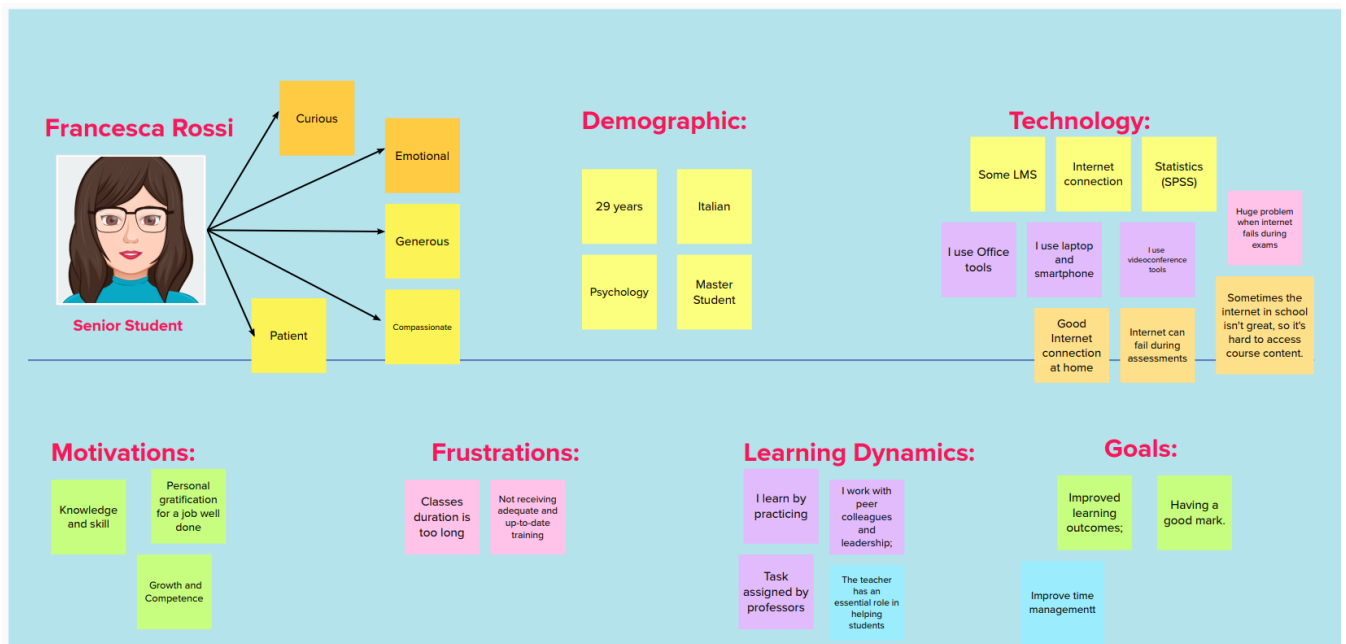 Francesca Rossi
Senior Student
Curious
Emotional
Generous
Compassionate
Patient
Demographic:
29 years
Italian
Psychology
Master
Student
Technology:
Some LMS
Internet
connection
Statistics
(SPSS)
Huge problem
when internet
fails during
exams
I use Office
tools
I use laptop
and
smartphone
I use
videoconference
tools
Good
Internet
connection
at home
Internet can
fail during
assessments
Sometimes the
internet in school
isn't great, so it's
hard to access
course content.
Motivations:
Knowledge
and skill
Personal
gratification
for a job well
done
Growth and
Competence
Frustrations:
Classes
duration is
too long
Not receiving
adequate and
up-to-date
training
Learning Dynamics:
I learn by
practicing
I work with
peer
colleagues
and
leadership;
Task
assigned by
professors
The teacher
has an
essential role in
helping
students
Goals:
Improved
learning
outcomes;
Having a
good mark.
Improve time
managementt